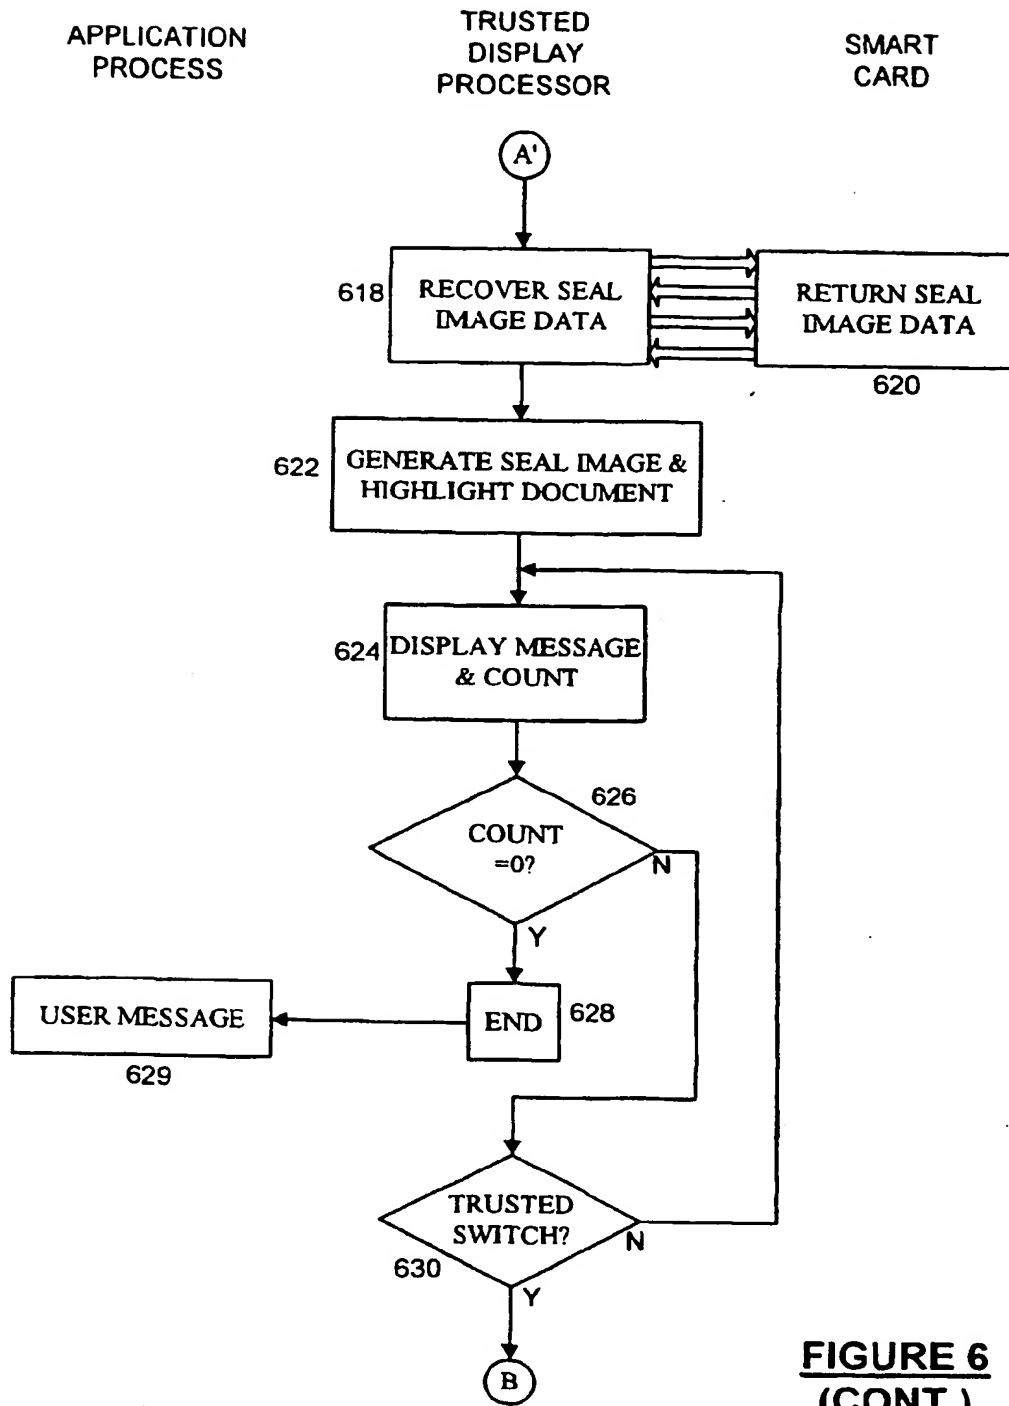 APPLICATION
PROCESS
TRUSTED
DISPLAY
PROCESSOR
SMART
CARD
A'
618
RECOVER SEAL
IMAGE DATA
RETURN SEAL
IMAGE DATA
620
622
GENERATE SEAL IMAGE &
HIGHLIGHT DOCUMENT
624
DISPLAY MESSAGE
& COUNT
626
COUNT
=0?
N
Y
USER MESSAGE
629
END
628
TRUSTED
SWITCH?
N
630
Y
B
FIGURE 6
(CONT.)